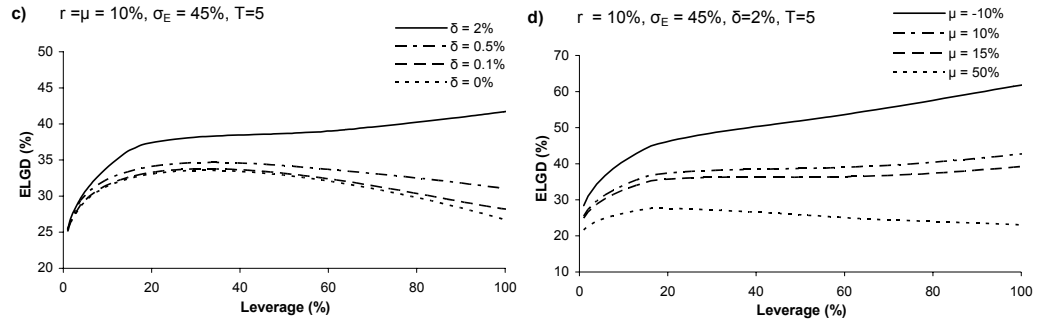 c) r =μ = 10%, σE = 45%, T=5
δ = 2%
δ = 0.5%
δ = 0.1%
δ = 0%
50
45
40
35
30
25
20
ELGD (%)
0 20 40 60 80 100
Leverage (%)
d) r = 10%, σE = 45%, δ=2%, T=5
μ = -10%
μ = 10%
μ = 15%
μ = 50%
70
60
50
40
30
20
10
ELGD (%)
0 20 40 60 80 100
Leverage (%)